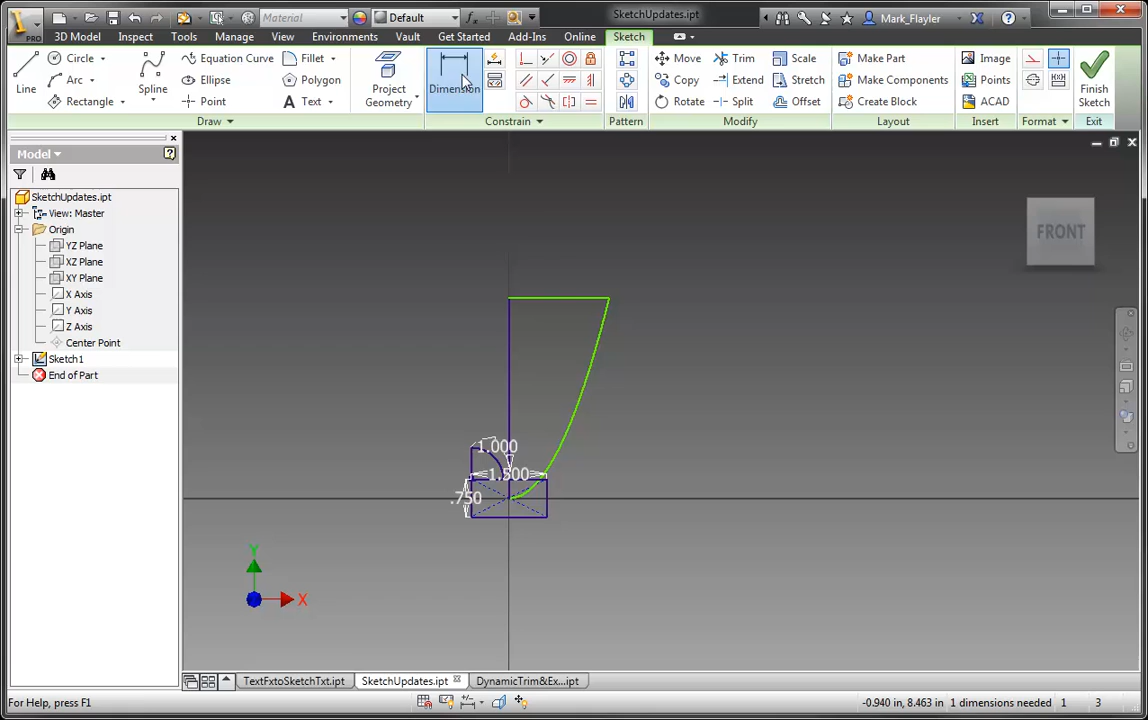 PRO
Material
Default
fx
SketchUpdates.ipt
Mark_Flayler
3D Model
Inspect
Tools
Manage
View
Environments
Vault
Get Started
Add-Ins
Online
Sketch
Line
Circle
Arc
Rectangle
Spline
Equation Curve
Ellipse
Point
Fillet
Polygon
Text
Project
Geometry
Dimension
Move
Copy
Rotate
Trim
Extend
Split
Scale
Stretch
Offset
Make Part
Make Components
Create Block
Image
Points
ACAD
Finish
Sketch
Draw
Constrain
Pattern
Modify
Layout
Insert
Format
Exit
Model
SketchUpdates.ipt
View: Master
Origin
YZ Plane
XZ Plane
XY Plane
X Axis
Y Axis
Z Axis
Center Point
Sketch1
End of Part
FRONT
1.000
1.500
.750
Y
X
TextFxtoSketchTxt.ipt
SketchUpdates.ipt
DynamicTrim&Ex...ipt
For Help, press F1
-0.940 in, 8.463 in
1 dimensions needed
1
3